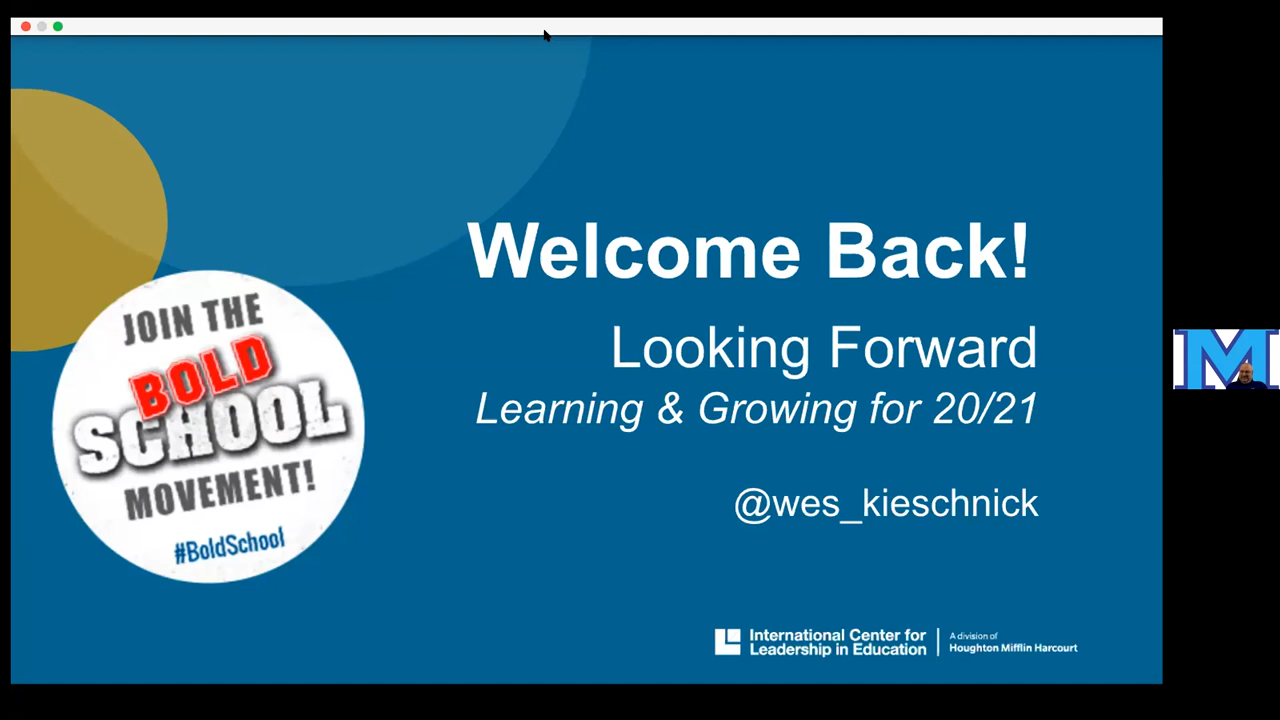 Welcome Back!
Looking Forward
Learning & Growing for 20/21
@wes_kieschnick
JOIN THE
BOLD
SCHOOL
MOVEMENT!
#BoldSchool
International Center for
Leadership in Education
A division of
Houghton Mifflin Harcourt
M